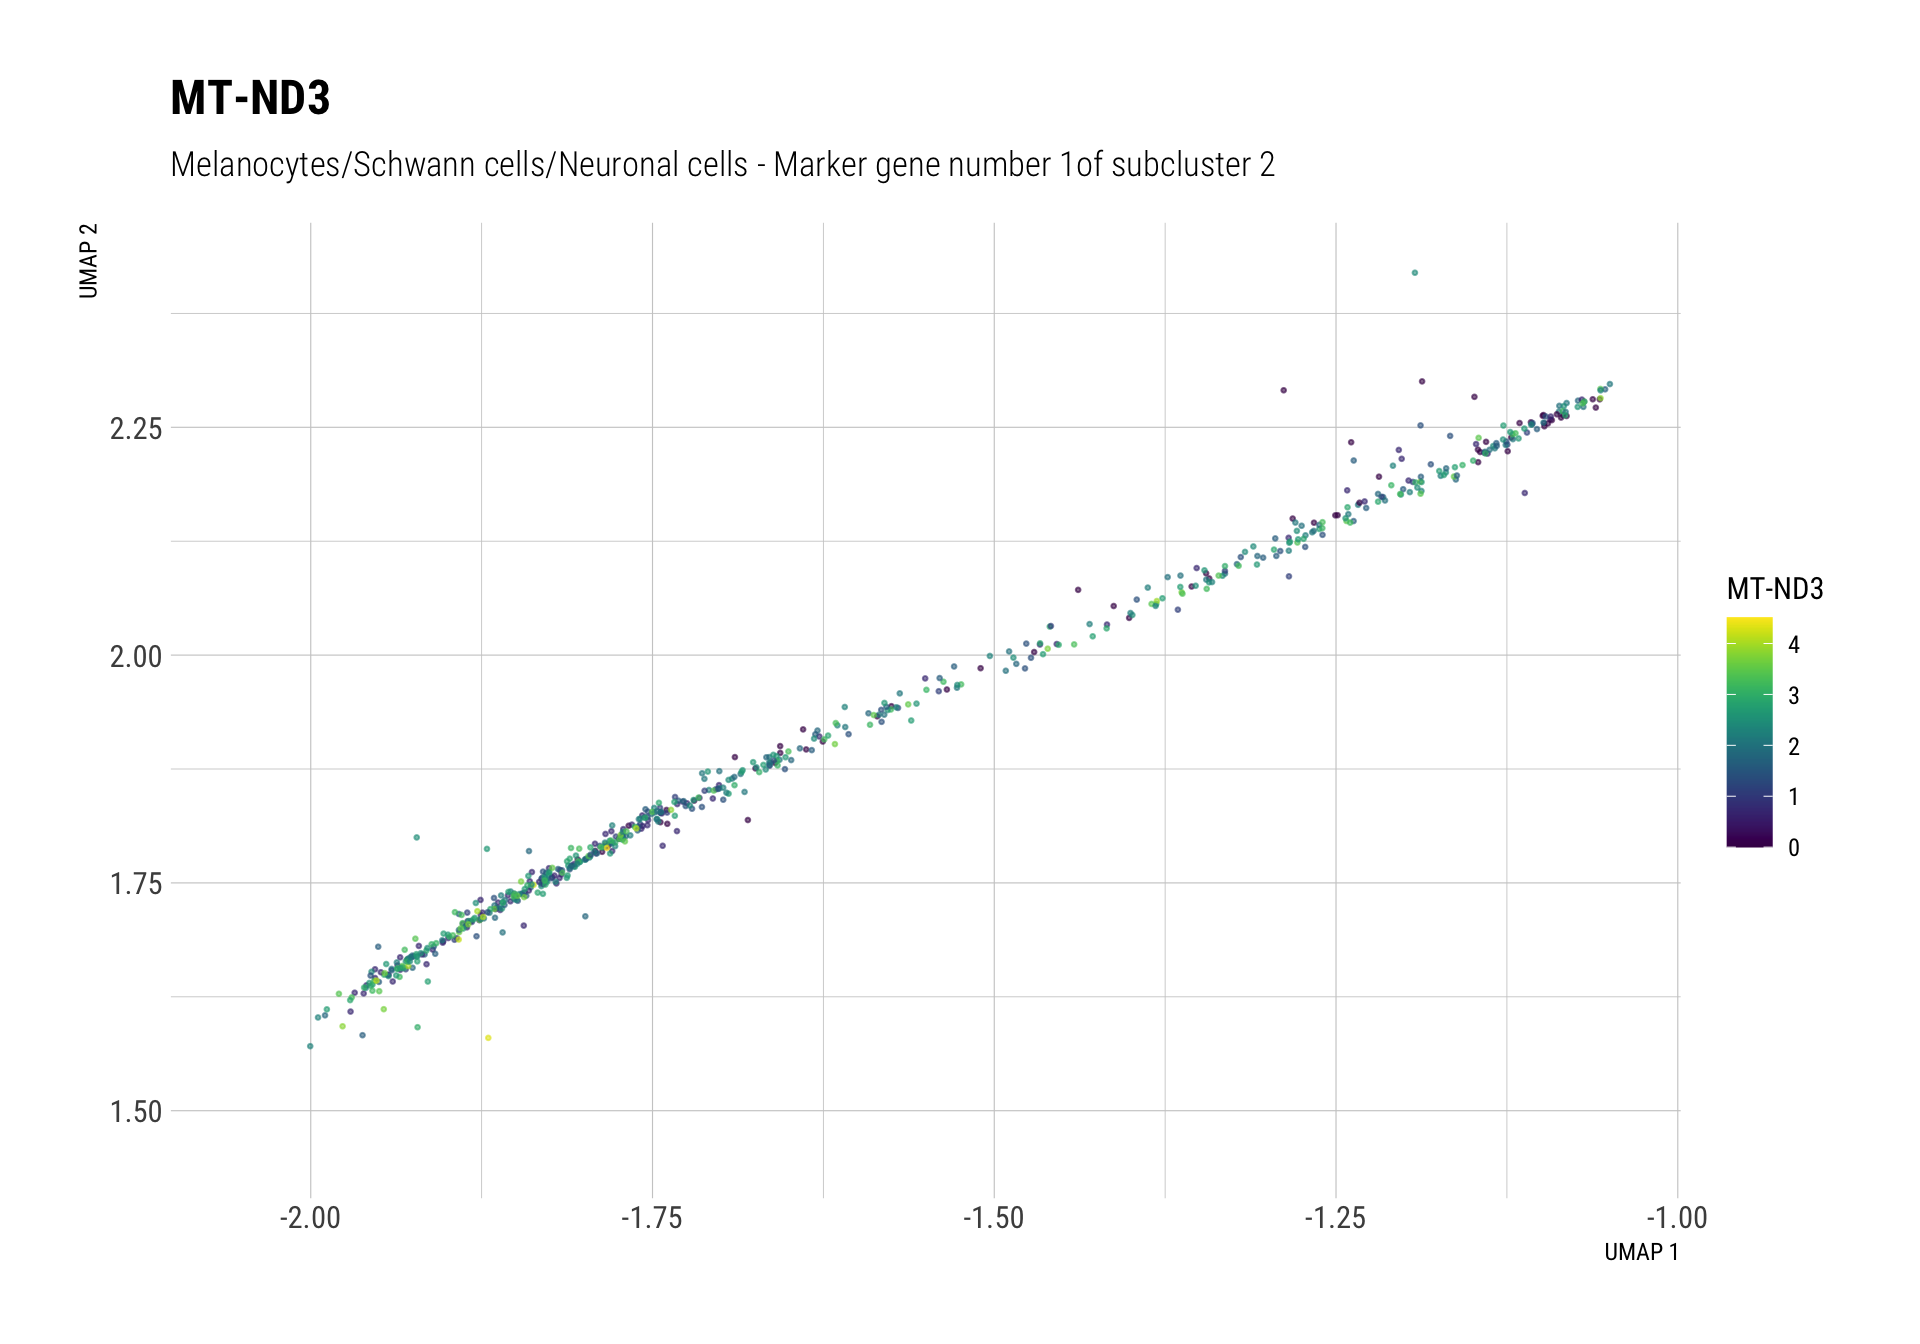 MT-ND3
Melanocytes/Schwann cells/Neuronal cells - Marker gene number 1of subcluster 2
UMAP 2
2.25
2.00
1.75
1.50
-2.00
-1.75
-1.50
-1.25
-1.00
UMAP 1
MT-ND3
4
3
2
1
0